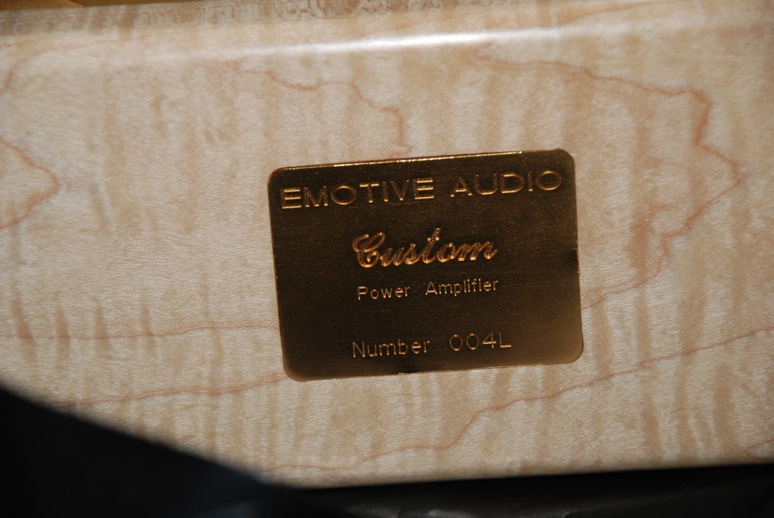 EMOTIVE AUDIO
Custom
Power Amplifier
Number 004L